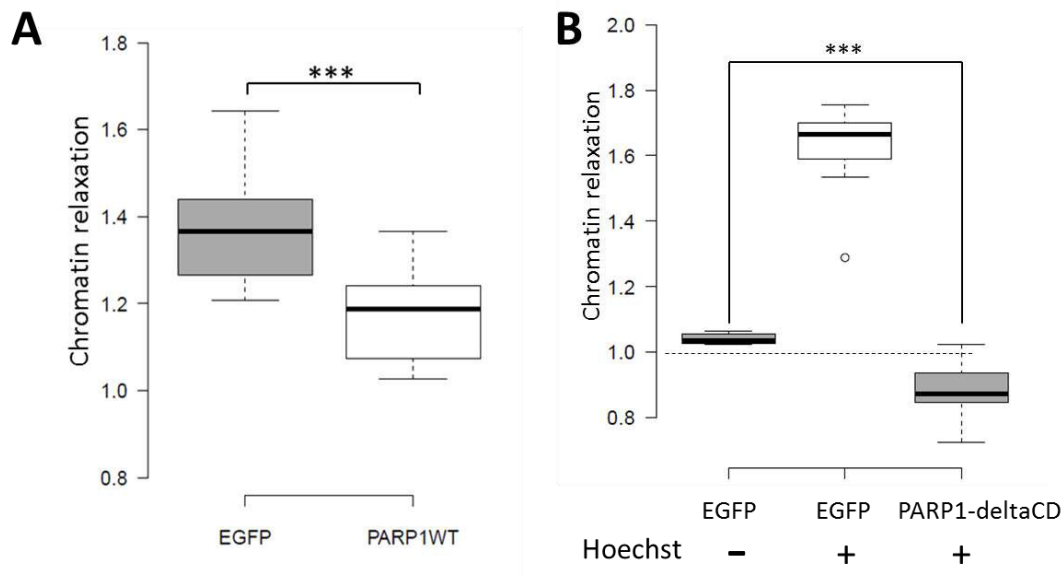 A
1.8
1.6
1.4
1.2
1.0
0.8
Chromatin relaxation
***
EGFP PARP1WT
B
2.0
1.8
1.6
1.4
1.2
1.0
0.8
Chromatin relaxation
***
EGFP EGFP PARP1-deltaCD
Hoechst - + +